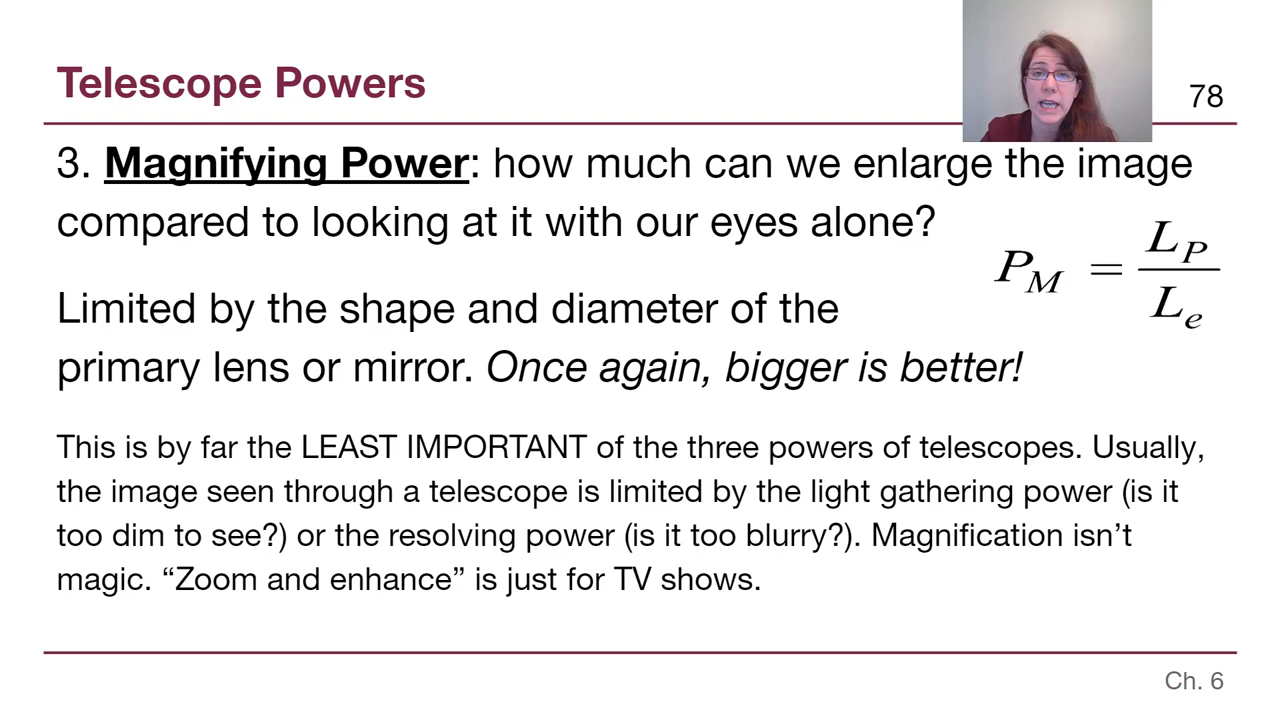 Telescope Powers
78
3. Magnifying Power: how much can we enlarge the image
compared to looking at it with our eyes alone?
P_M = L_P / L_e
Limited by the shape and diameter of the
primary lens or mirror. Once again, bigger is better!
This is by far the LEAST IMPORTANT of the three powers of telescopes. Usually,
the image seen through a telescope is limited by the light gathering power (is it
too dim to see?) or the resolving power (is it too blurry?). Magnification isn’t
magic. “Zoom and enhance” is just for TV shows.
Ch. 6